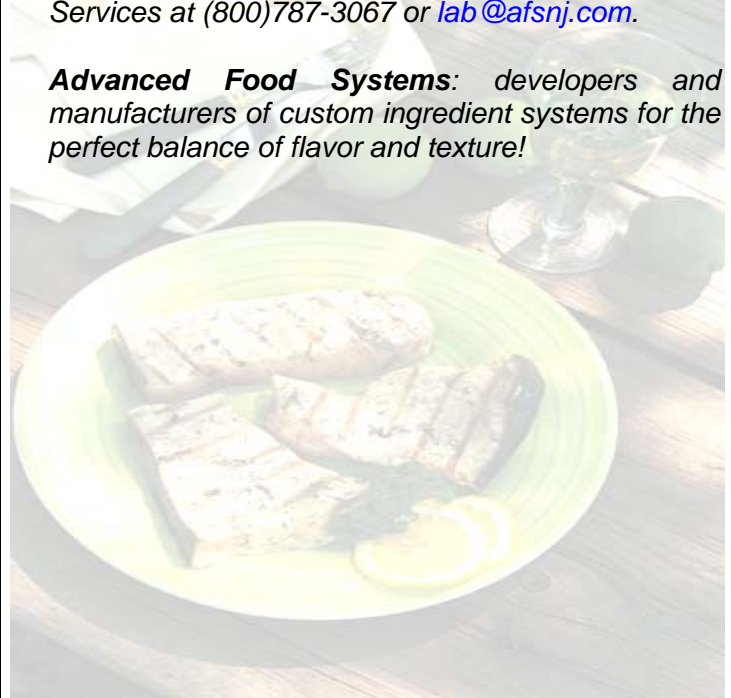 Services at (800)787-3067 or lab@afsnj.com.
Advanced Food Systems: developers and
manufacturers of custom ingredient systems for the
perfect balance of flavor and texture!